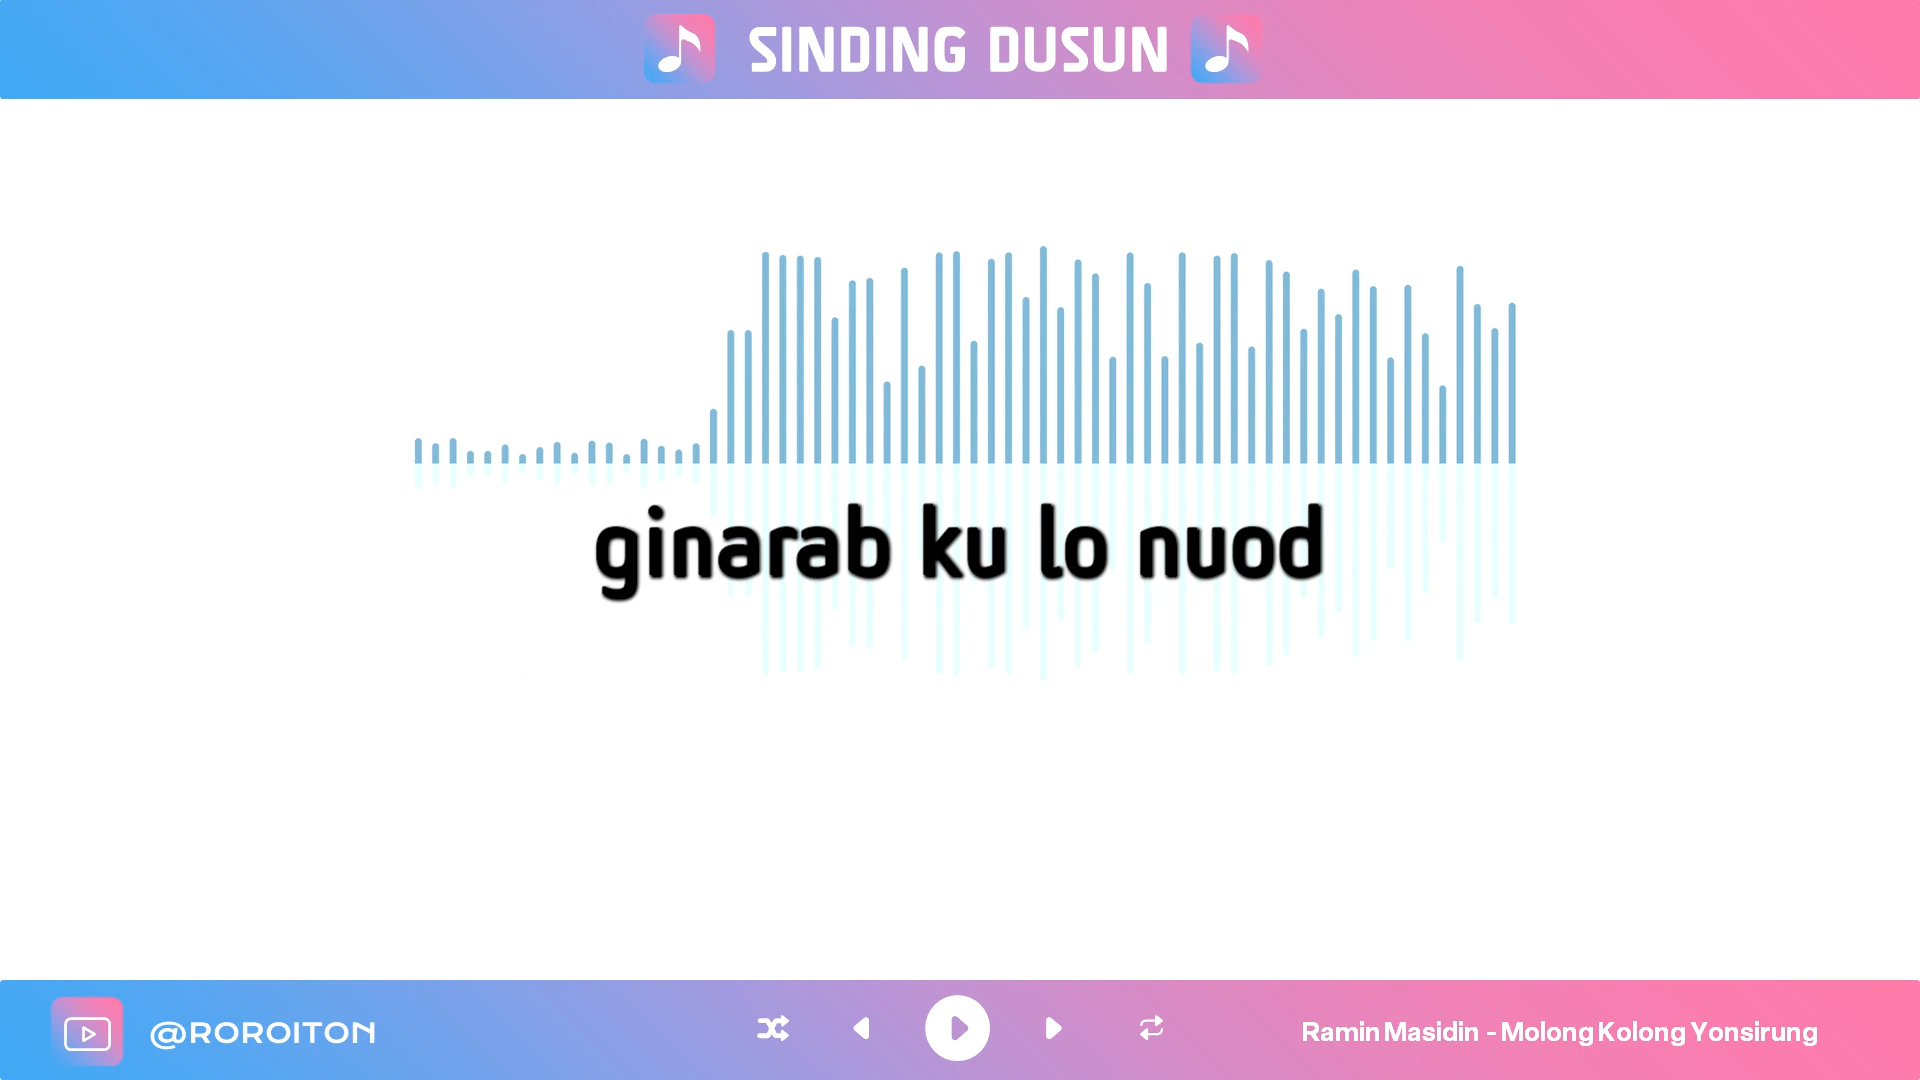 SINDING DUSUN
ginarab ku lo nuod
@ROROITON
Ramin Masidin - Molong Kolong Yonsirung